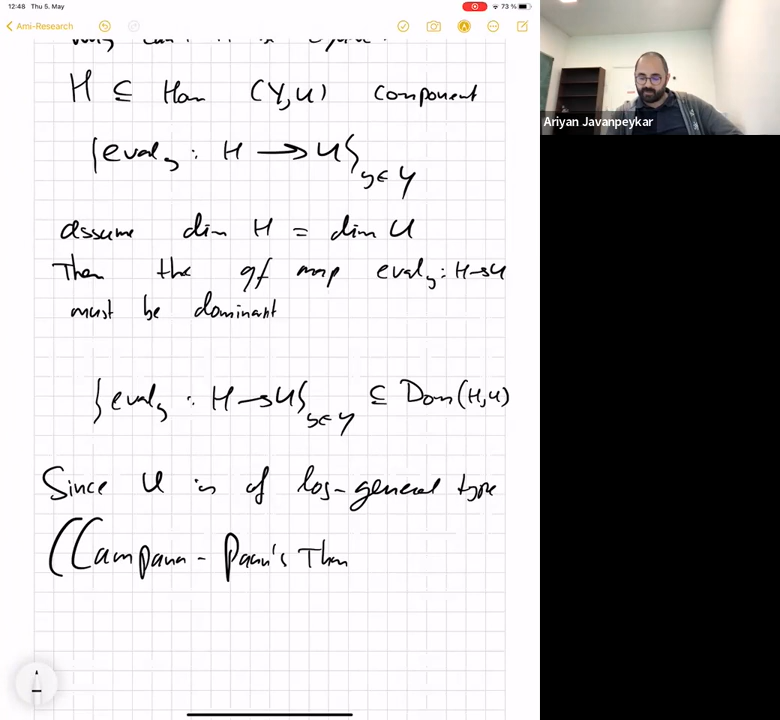 12:48 Thu 5. May
73 %
Ami-Research
H ⊆ Hom (Y,U) component
{eval_y : H → U}_{y∈Y}
assume dim H = dim U
Then the qf map eval_y : H→U
must be dominant
{eval_y : H → U}_{y∈Y} ⊆ Dom(H,U)
Since U is of log-general type
((Campana - Paun's Thm
Ariyan Javanpeykar